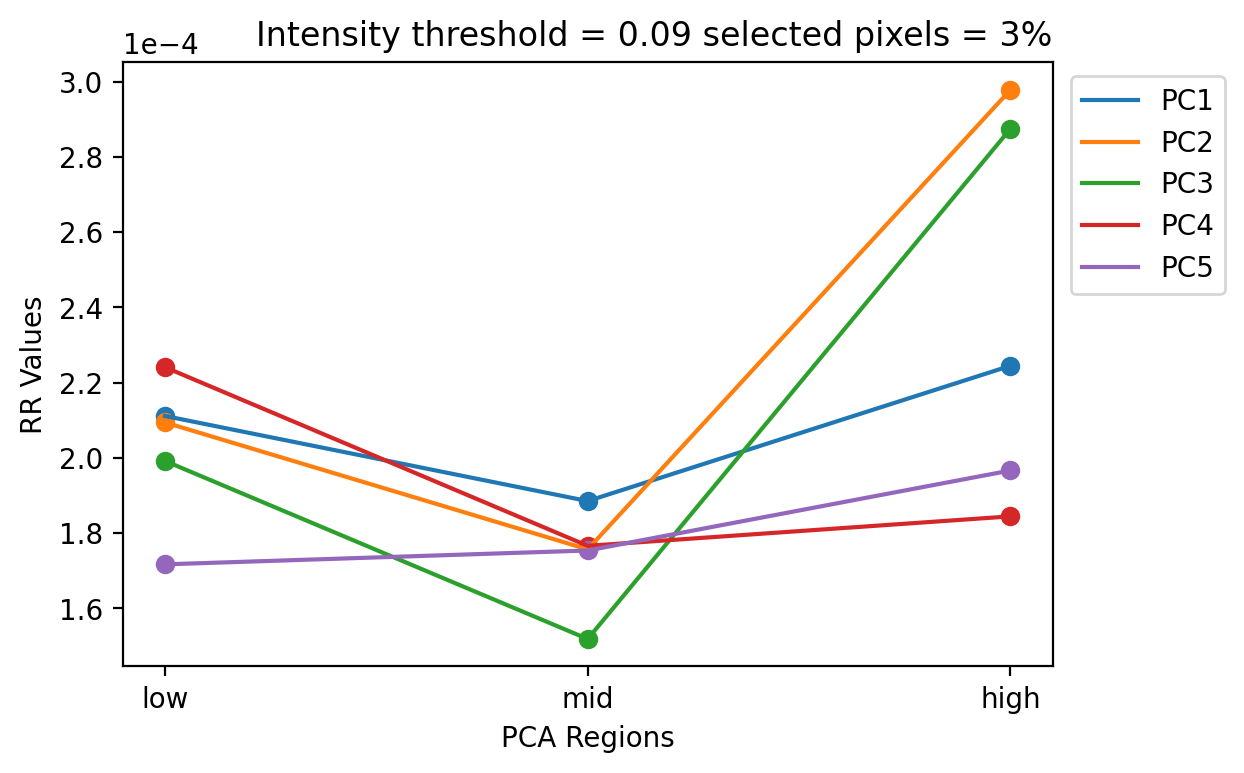 Intensity threshold = 0.09 selected pixels = 3%
1e−4
3.0
2.8
2.6
2.4
2.2
2.0
1.8
1.6
RR Values
low
mid
high
PCA Regions
PC1
PC2
PC3
PC4
PC5